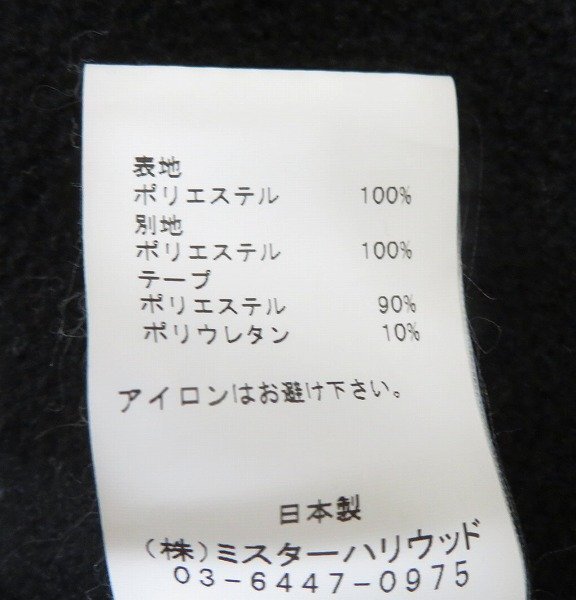 表地
ポリエステル 100%
別地
ポリエステル 100%
テープ
ポリエステル 90%
ポリウレタン 10%
アイロンはお避け下さい。
日本製
(株)ミスターハリウッド
03-6447-0975